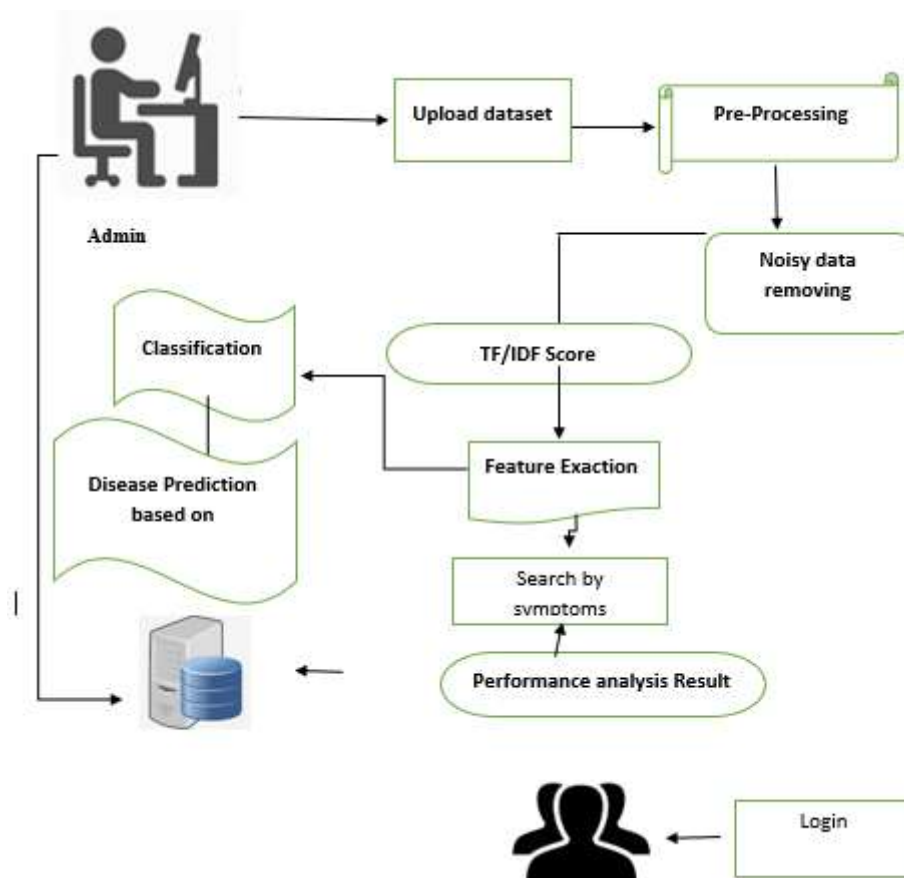 Upload dataset
Pre-Processing
Admin
Noisy data
removing
Classification
TF/IDF Score
Disease Prediction
based on
Feature Exaction
Search by
symptoms
Performance analysis Result
Login